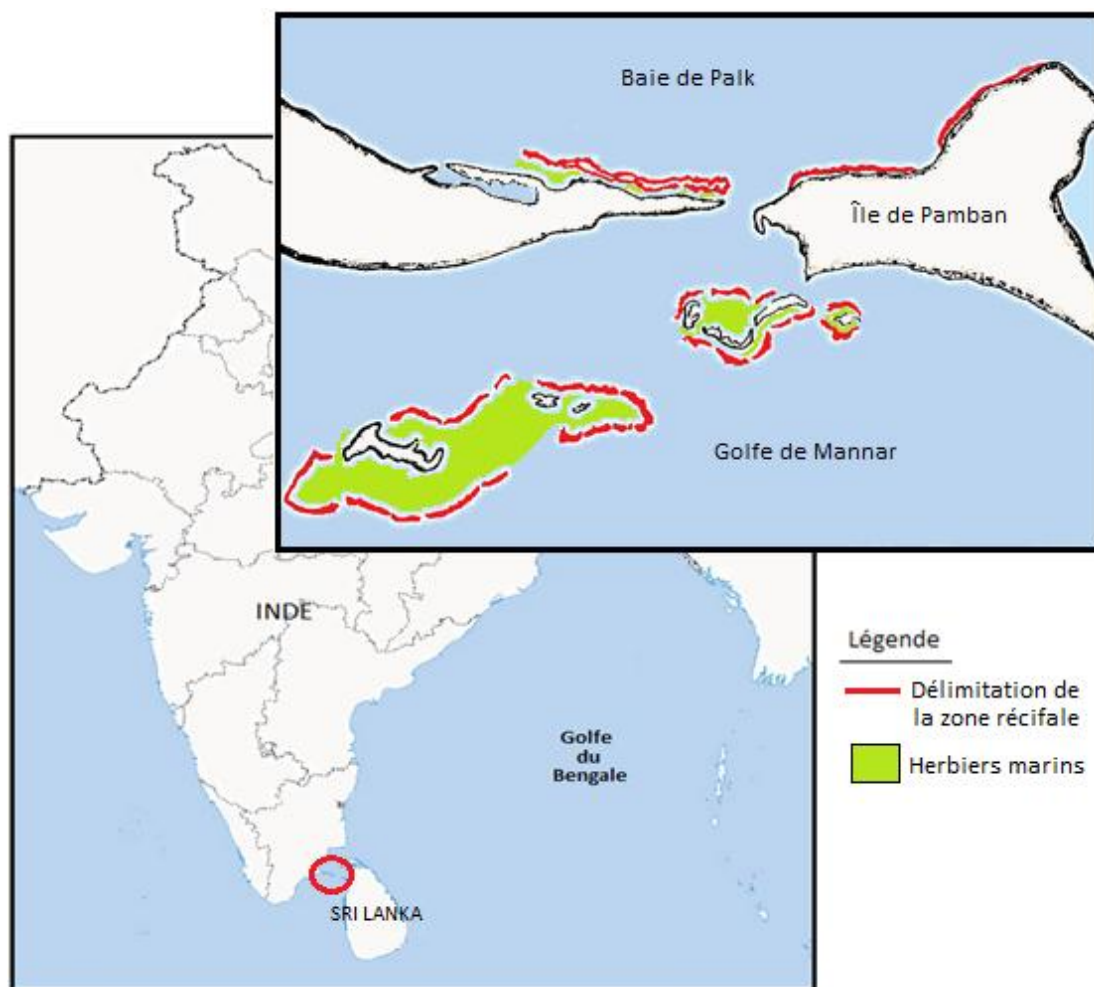 Baie de Palk
Île de Pamban
Golfe de Mannar
INDE
Golfe
du
Bengale
SRI LANKA
Légende
Délimitation de
la zone récifale
Herbiers marins